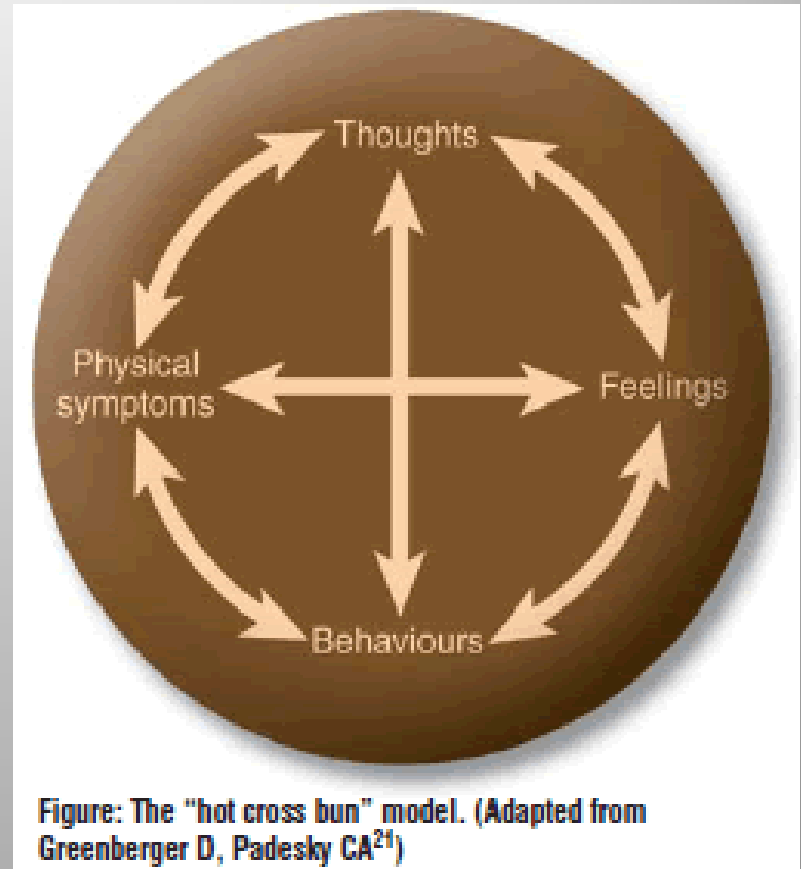 Thoughts
Physical
symptoms
Feelings
Behaviours
Figure: The “hot cross bun” model. (Adapted from
Greenberger D, Padesky CA²¹)